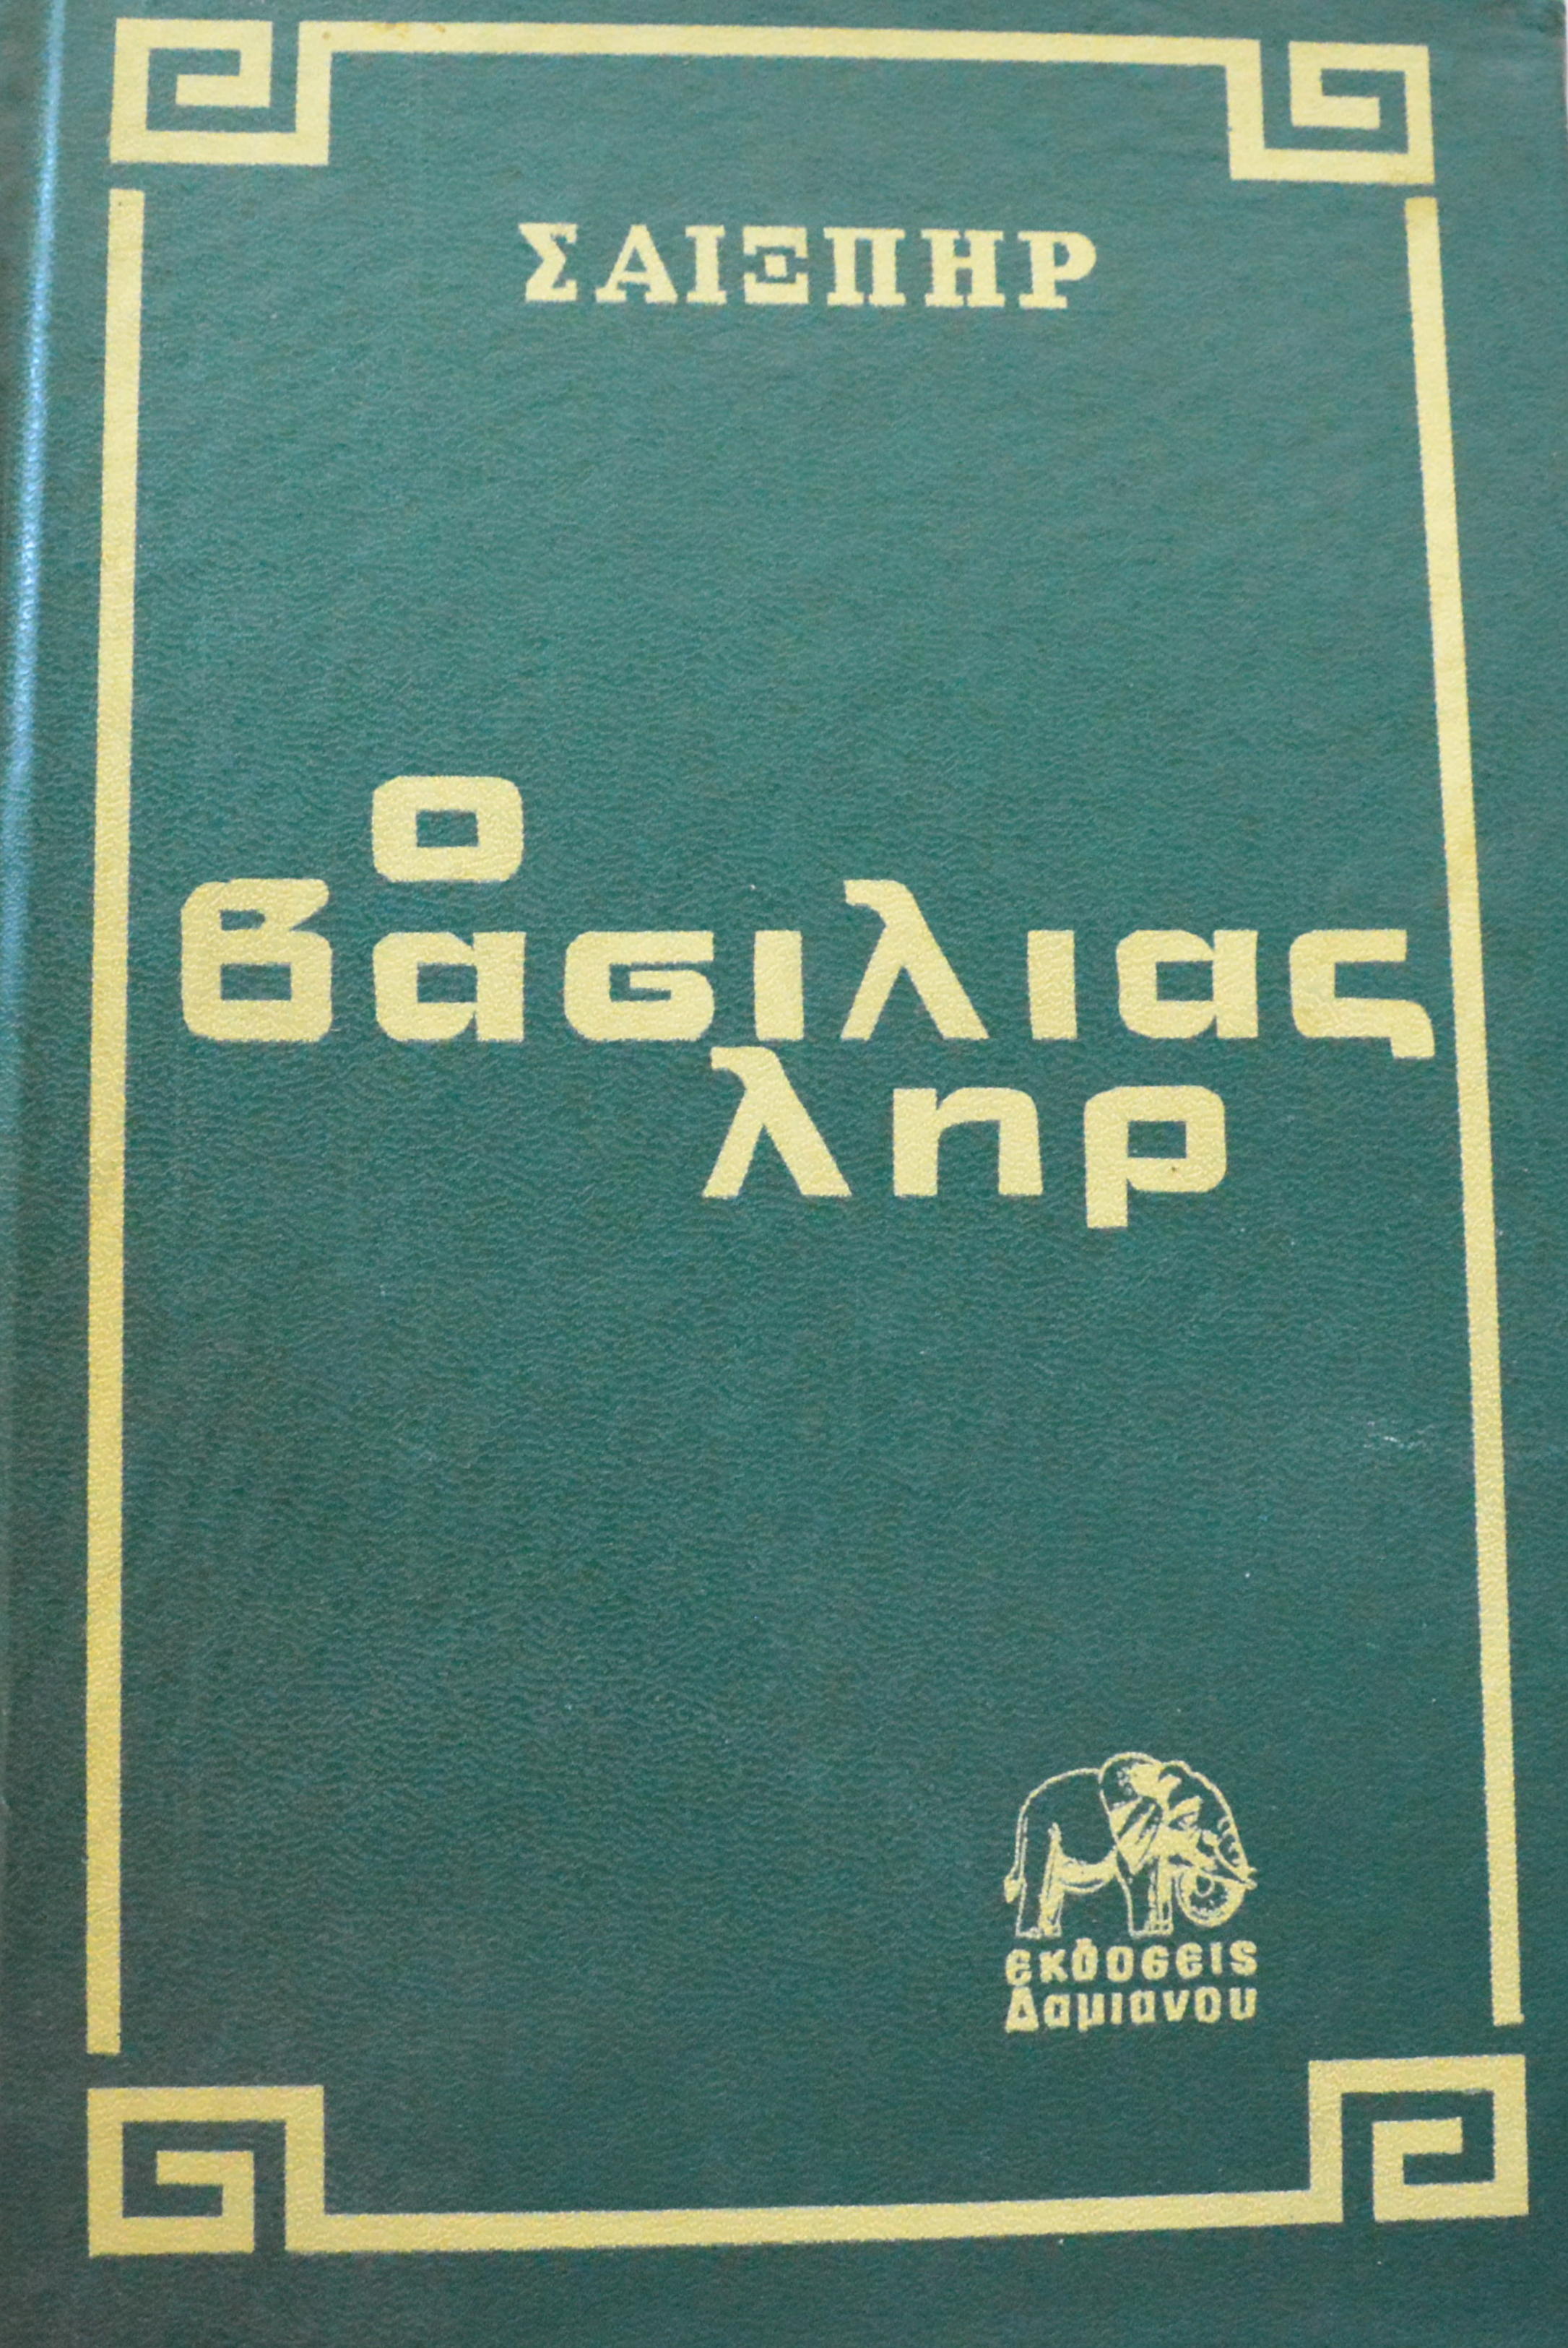 ΣΑΙΞΠΗΡ
ο
βασιλιας
ληρ
εκδοσεις
Δαμιανου